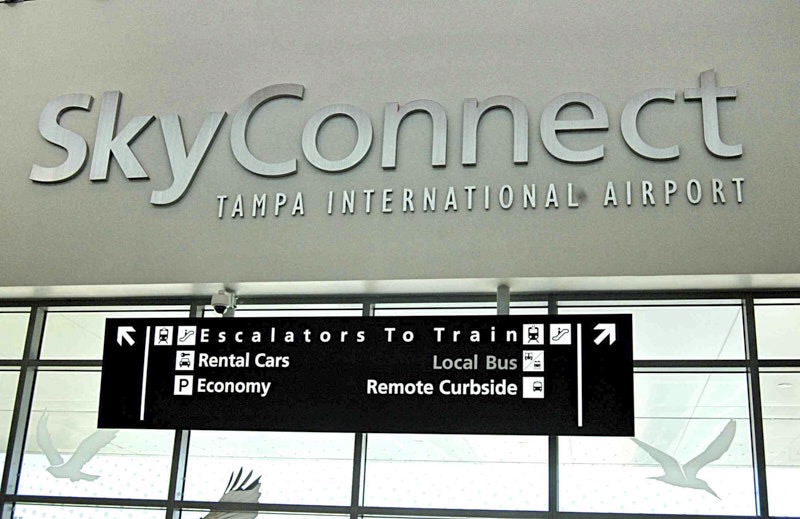 SkyConnect
TAMPA INTERNATIONAL AIRPORT
Escalators To Train
Rental Cars Local Bus
P Economy Remote Curbside